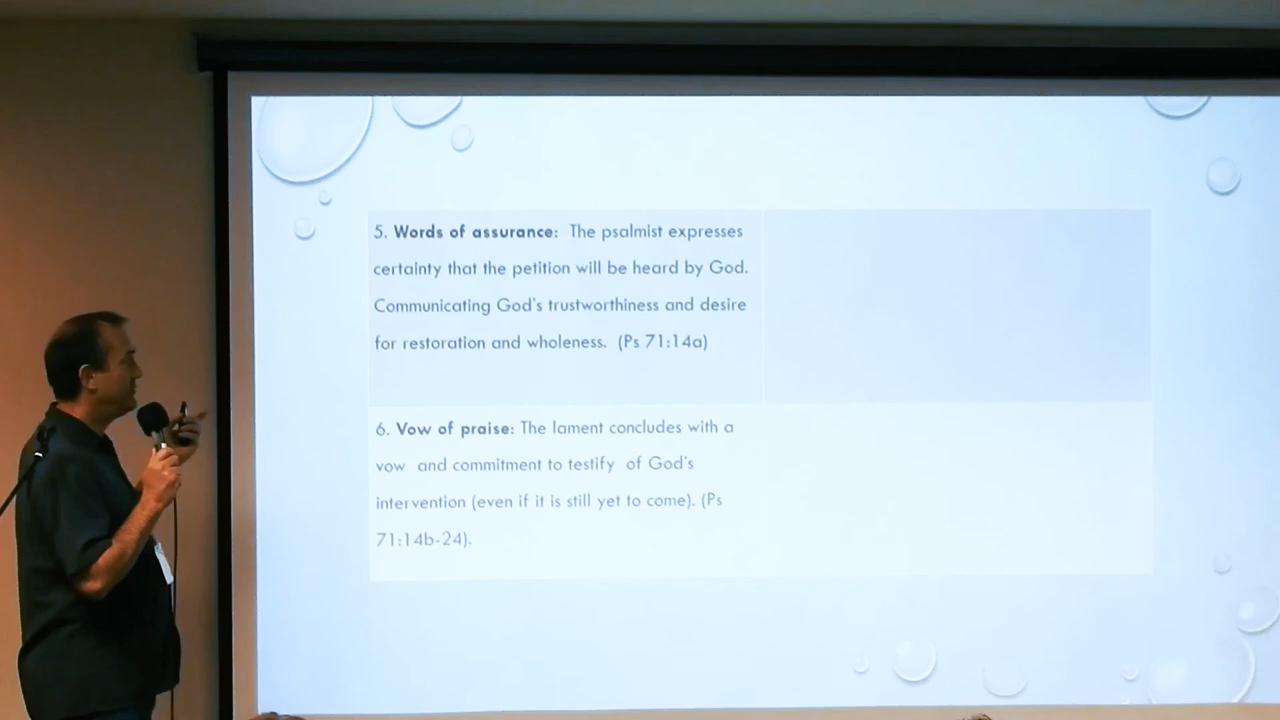 5. Words of assurance: The psalmist expresses
certainty that the petition will be heard by God.
Communicating God's trustworthiness and desire
for restoration and wholeness. (Ps 71:14a)
6. Vow of praise: The lament concludes with a
vow and commitment to testify of God's
intervention (even if it is still yet to come). (Ps
71:14b-24).